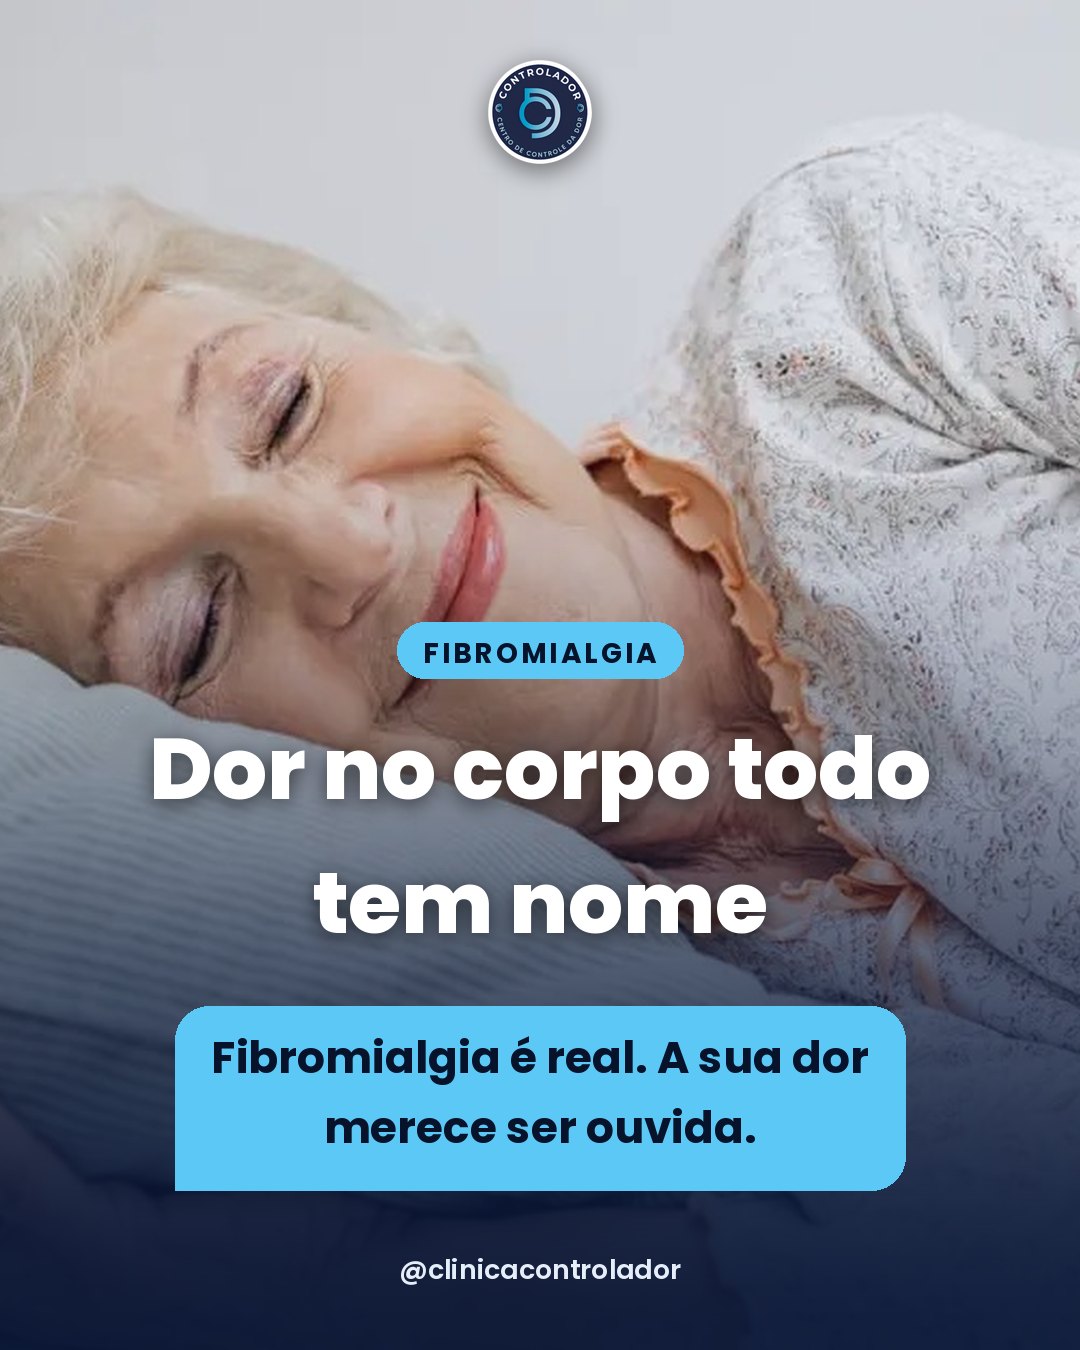 CONTROLADOR
CENTRO DE CONTROLE DA DOR
FIBROMIALGIA
Dor no corpo todo
tem nome
Fibromialgia é real. A sua dor
merece ser ouvida.
@clinicacontrolador